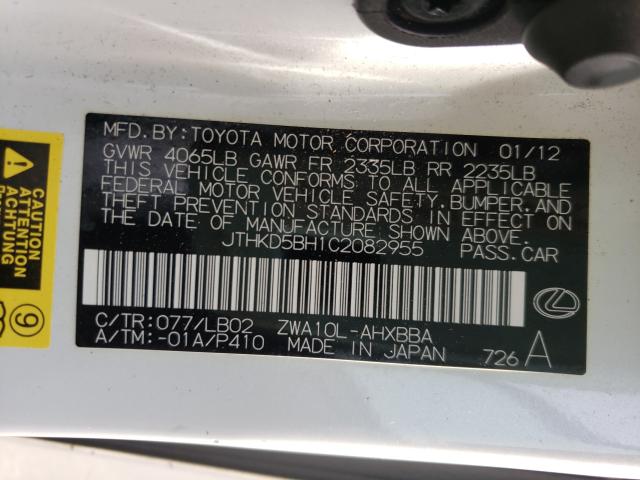 MFD.BY:TOYOTA MOTOR CORPORATION 01/12
GVWR 4065LB GAWR FR 2335LB RR 2235LB
THIS VEHICLE CONFORMS TO ALL APPLICABLE
FEDERAL MOTOR VEHICLE SAFETY,BUMPER,AND
THEFT PREVENTION STANDARDS IN EFFECT ON
THE DATE OF MANUFACTURE SHOWN ABOVE.
JTHKD5BH1C2082955 PASS.CAR
C/TR:077/LB02 ZWA10L-AHXBBA
A/TM:-01A/P410 MADE IN JAPAN 726 A
CAUTION
ATTENTION
ACHTUNG
9